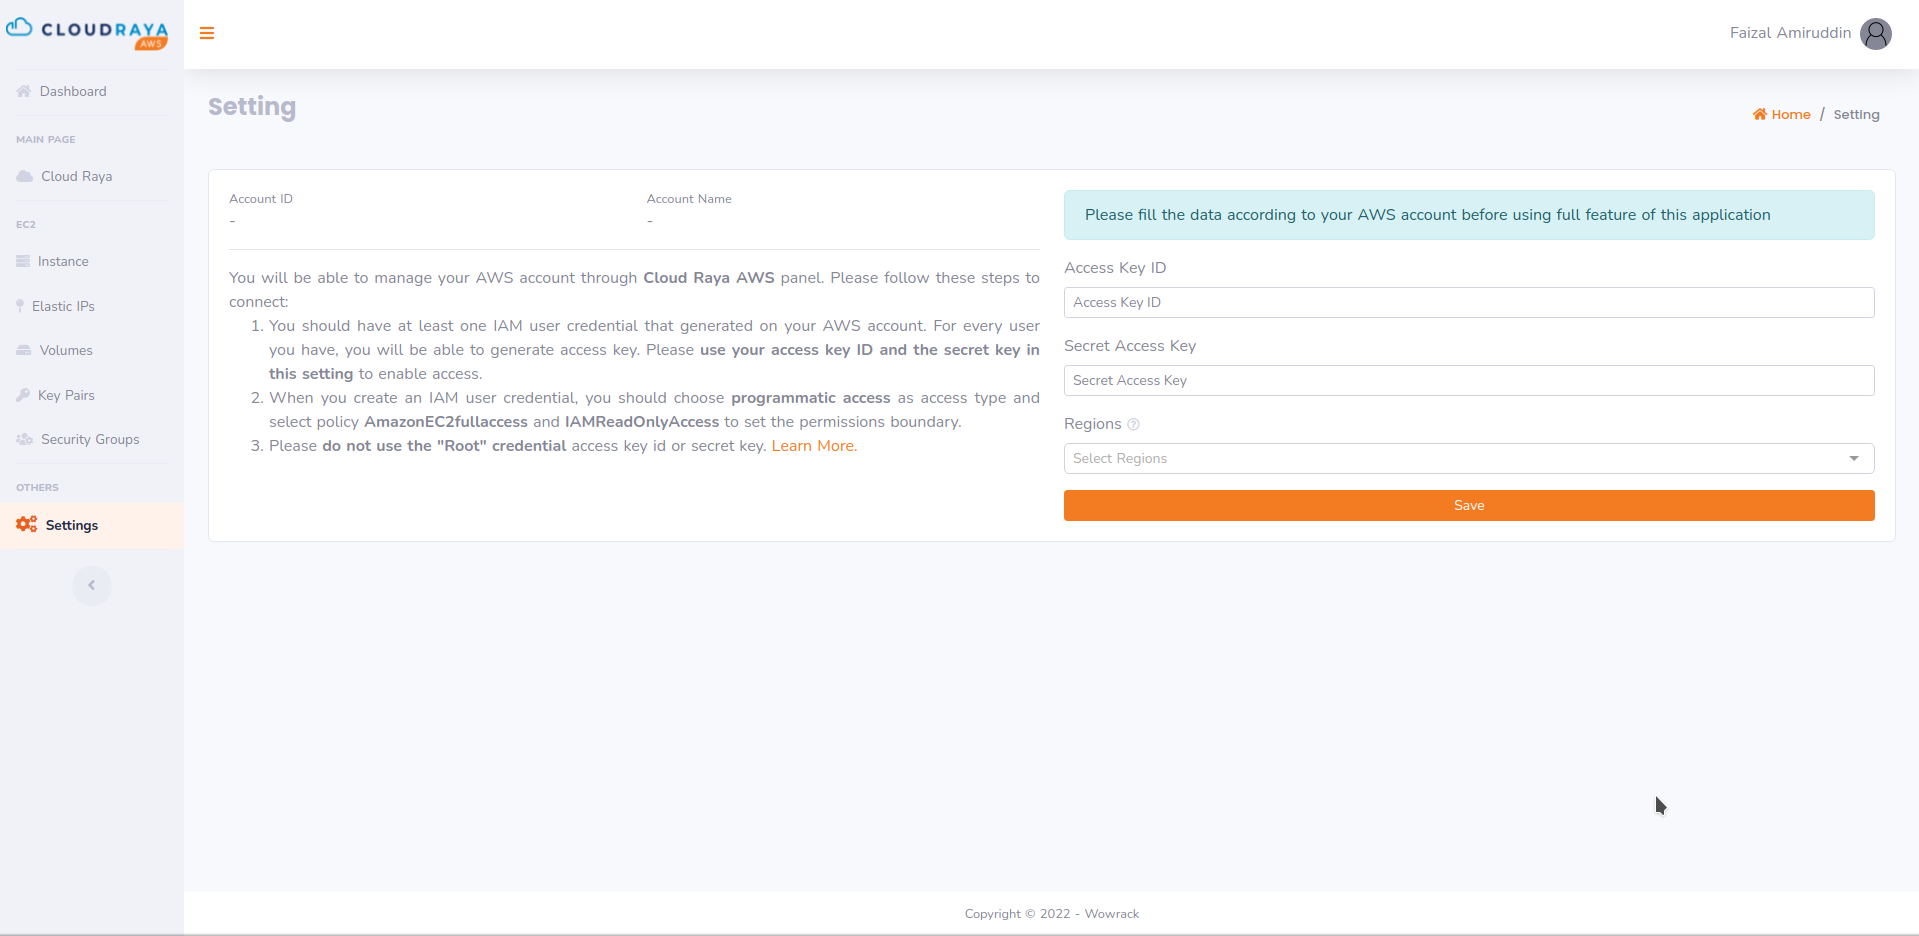 CLOUDRAYA
AWS
Faizal Amiruddin
Dashboard
MAIN PAGE
Cloud Raya
EC2
Instance
Elastic IPs
Volumes
Key Pairs
Security Groups
OTHERS
Settings
Setting
Home / Setting
Account ID
-
Account Name
-
You will be able to manage your AWS account through Cloud Raya AWS panel. Please follow these steps to
connect:
1. You should have at least one IAM user credential that generated on your AWS account. For every user
you have, you will be able to generate access key. Please use your access key ID and the secret key in
this setting to enable access.
2. When you create an IAM user credential, you should choose programmatic access as access type and
select policy AmazonEC2fullaccess and IAMReadOnlyAccess to set the permissions boundary.
3. Please do not use the "Root" credential access key id or secret key. Learn More.
Please fill the data according to your AWS account before using full feature of this application
Access Key ID
Access Key ID
Secret Access Key
Secret Access Key
Regions ?
Select Regions
Save
Copyright © 2022 - Wowrack